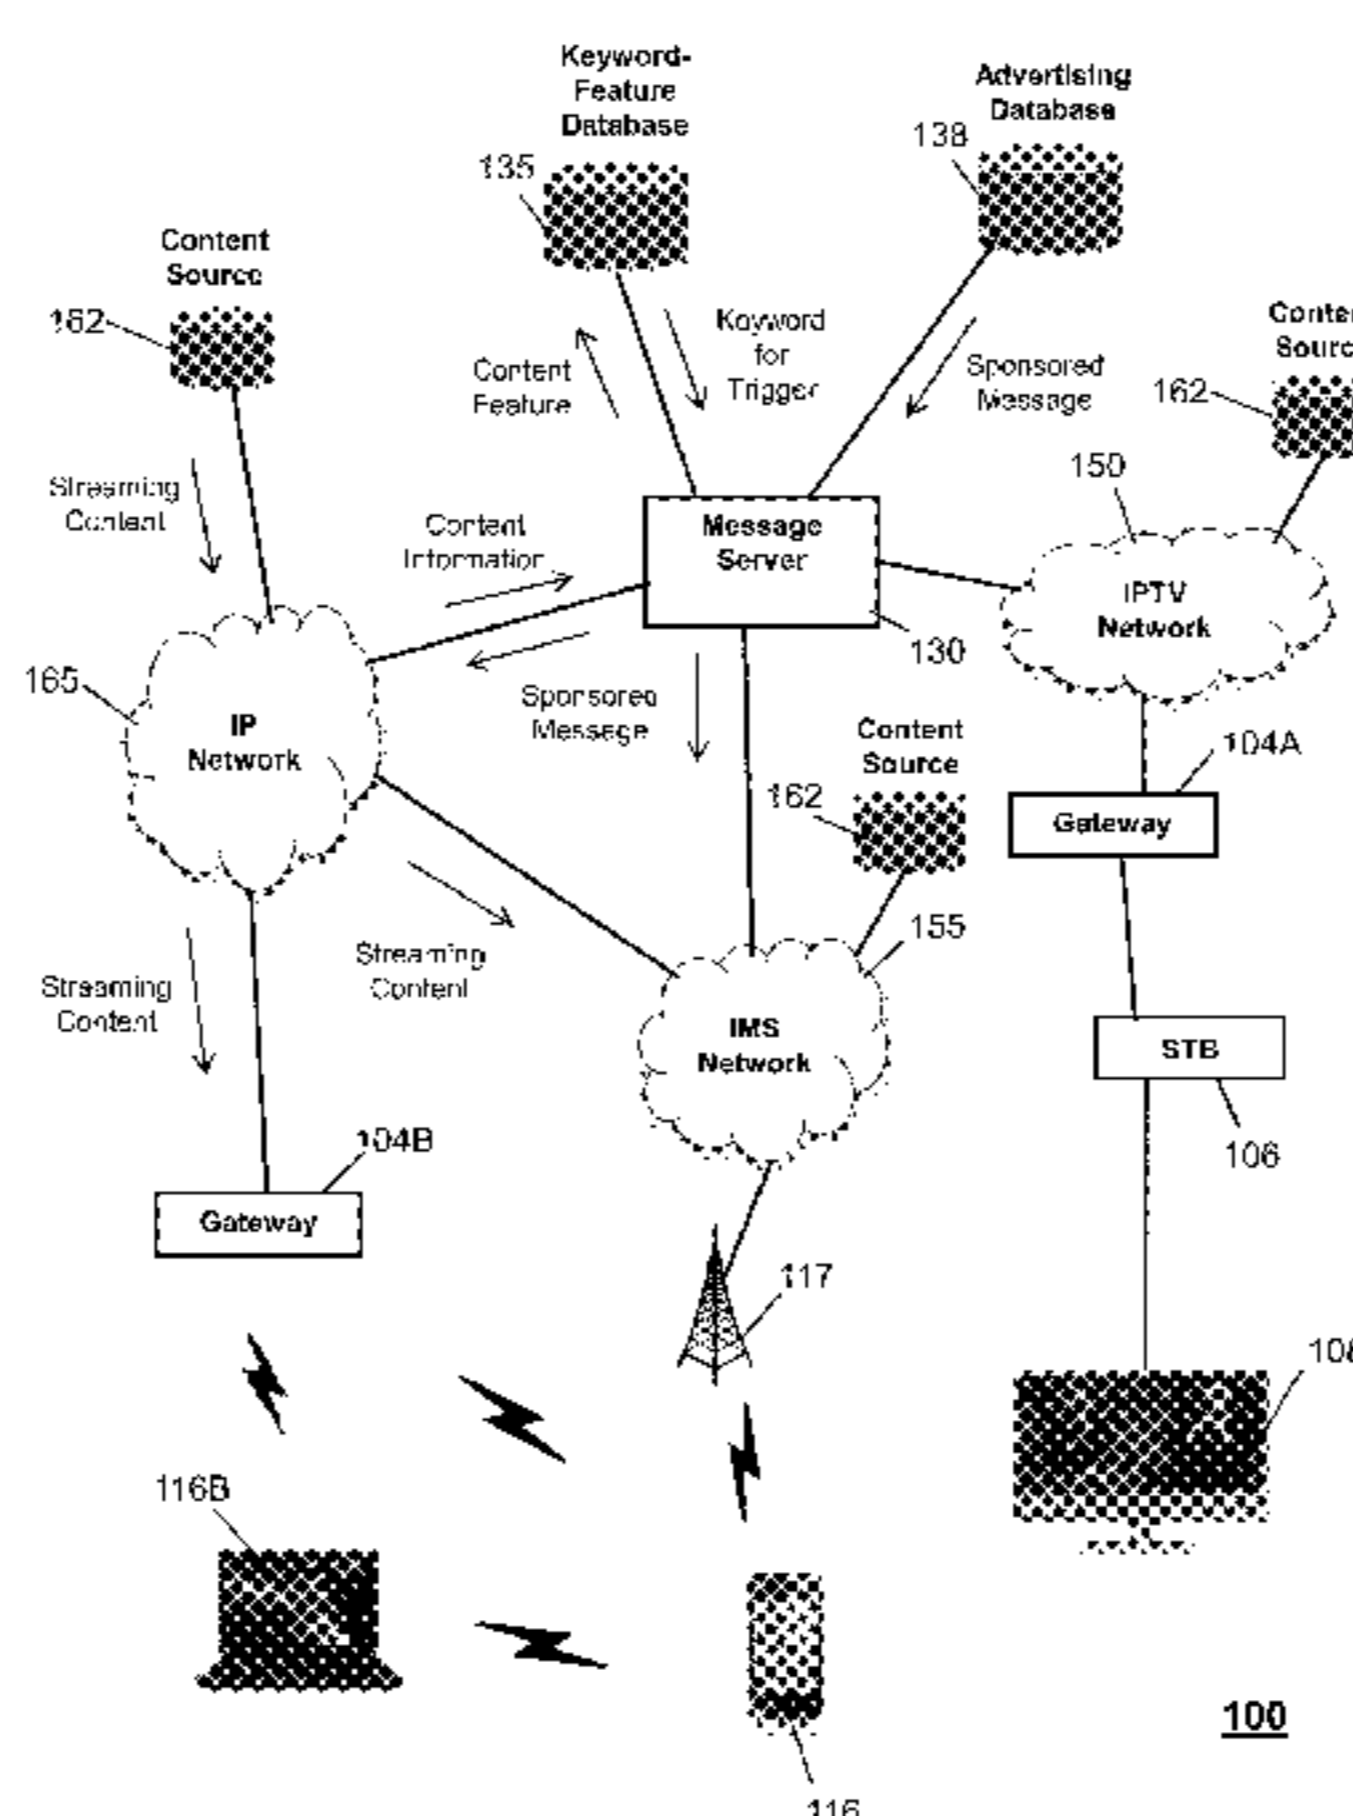 Keyword-
Feature
Database
135
Advertising
Database
138
Content
Source
162
Content
Feature
Keyword
for
Trigger
Sponsored
Message
Conte
Sourc
162
150
Streaming
Content
Content
Information
Message
Server
130
IPTV
Network
165
IP
Network
Sponsored
Message
Content
Source
162
104A
Gateway
Streaming
Content
155
Streaming
Content
IMS
Network
STB
106
104B
Gateway
117
108
116B
116
100